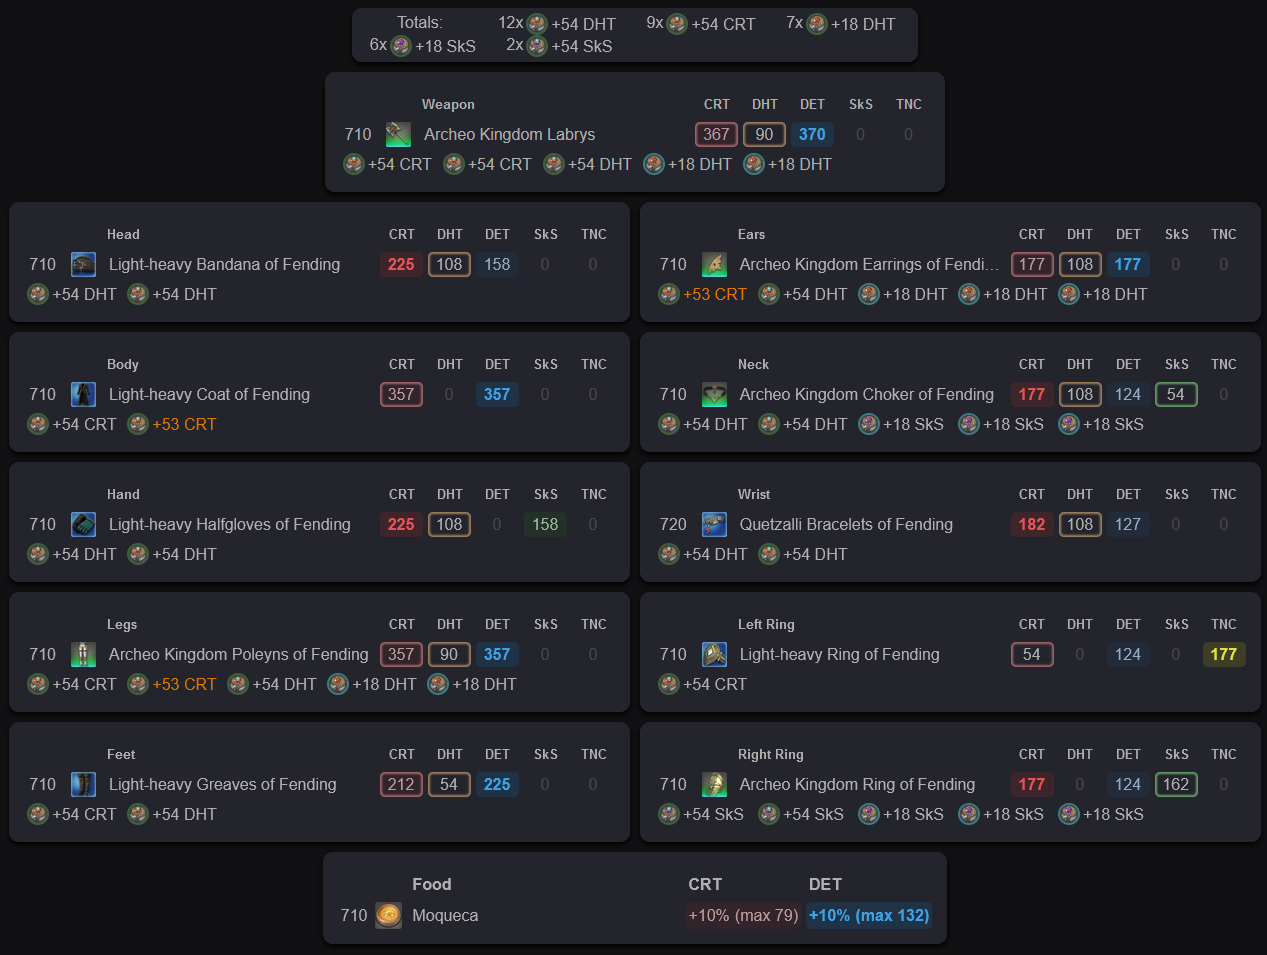 Totals: 12x +54 DHT 9x +54 CRT 7x +18 DHT
6x +18 SkS 2x +54 SkS
Weapon CRT DHT DET SkS TNC
710 Archeo Kingdom Labrys 367 90 370 0 0
+54 CRT +54 CRT +54 DHT +18 DHT +18 DHT
Head CRT DHT DET SkS TNC
710 Light-heavy Bandana of Fending 225 108 158 0 0
+54 DHT +54 DHT
Ears CRT DHT DET SkS TNC
710 Archeo Kingdom Earrings of Fendi... 177 108 177 0 0
+53 CRT +54 DHT +18 DHT +18 DHT +18 DHT
Body CRT DHT DET SkS TNC
710 Light-heavy Coat of Fending 357 0 357 0 0
+54 CRT +53 CRT
Neck CRT DHT DET SkS TNC
710 Archeo Kingdom Choker of Fending 177 108 124 54 0
+54 DHT +54 DHT +18 SkS +18 SkS +18 SkS
Hand CRT DHT DET SkS TNC
710 Light-heavy Halfgloves of Fending 225 108 0 158 0
+54 DHT +54 DHT
Wrist CRT DHT DET SkS TNC
720 Quetzalli Bracelets of Fending 182 108 127 0 0
+54 DHT +54 DHT
Legs CRT DHT DET SkS TNC
710 Archeo Kingdom Poleyns of Fending 357 90 357 0 0
+54 CRT +53 CRT +54 DHT +18 DHT +18 DHT
Left Ring CRT DHT DET SkS TNC
710 Light-heavy Ring of Fending 54 0 124 0 177
+54 CRT
Feet CRT DHT DET SkS TNC
710 Light-heavy Greaves of Fending 212 54 225 0 0
+54 CRT +54 DHT
Right Ring CRT DHT DET SkS TNC
710 Archeo Kingdom Ring of Fending 177 0 124 162 0
+54 SkS +54 SkS +18 SkS +18 SkS +18 SkS
Food CRT DET
710 Moqueca +10% (max 79) +10% (max 132)